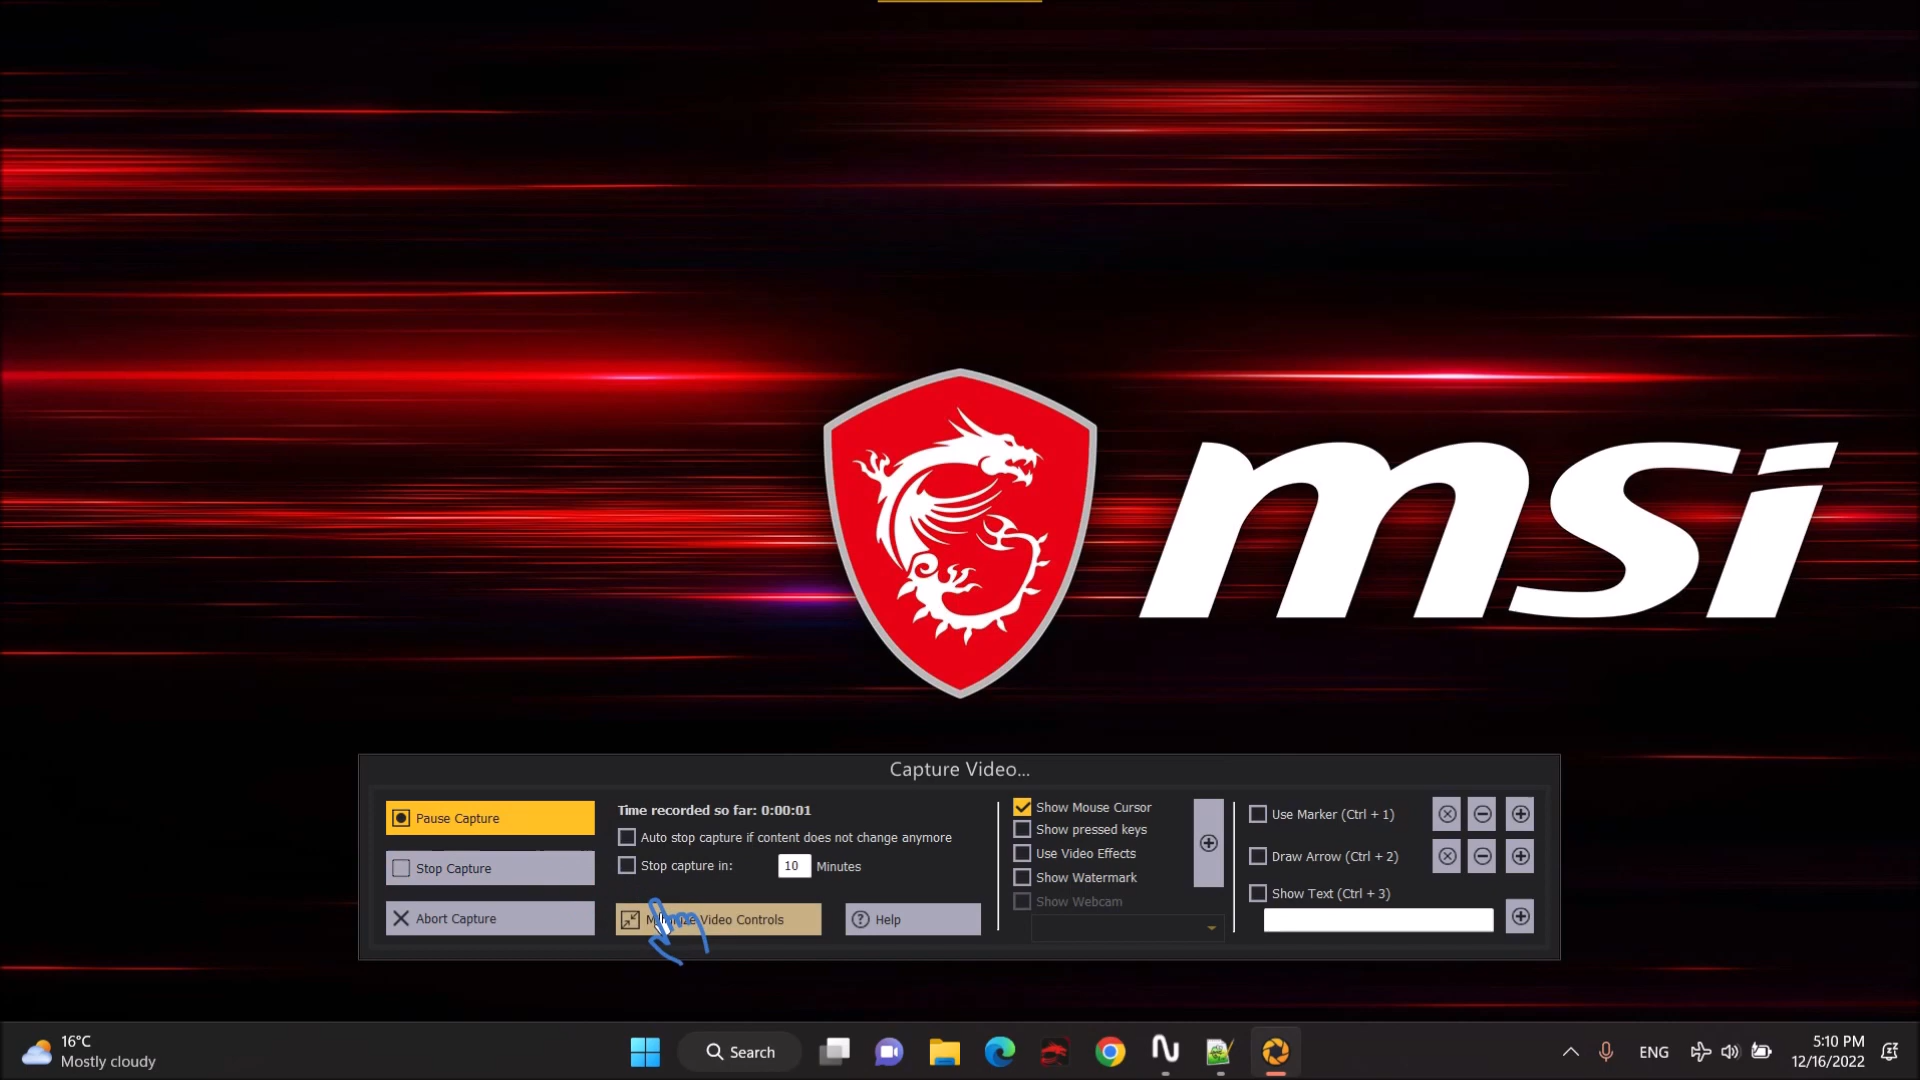 msi
Capture Video...
Pause Capture
Stop Capture
Abort Capture
Time recorded so far: 0:00:01
Auto stop capture if content does not change anymore
Stop capture in: 10 Minutes
Video Controls
Help
Show Mouse Cursor
Show pressed keys
Use Video Effects
Show Watermark
Show Webcam
Use Marker (Ctrl + 1)
Draw Arrow (Ctrl + 2)
Show Text (Ctrl + 3)
16°C
Mostly cloudy
Search
ENG
5:10 PM
12/16/2022